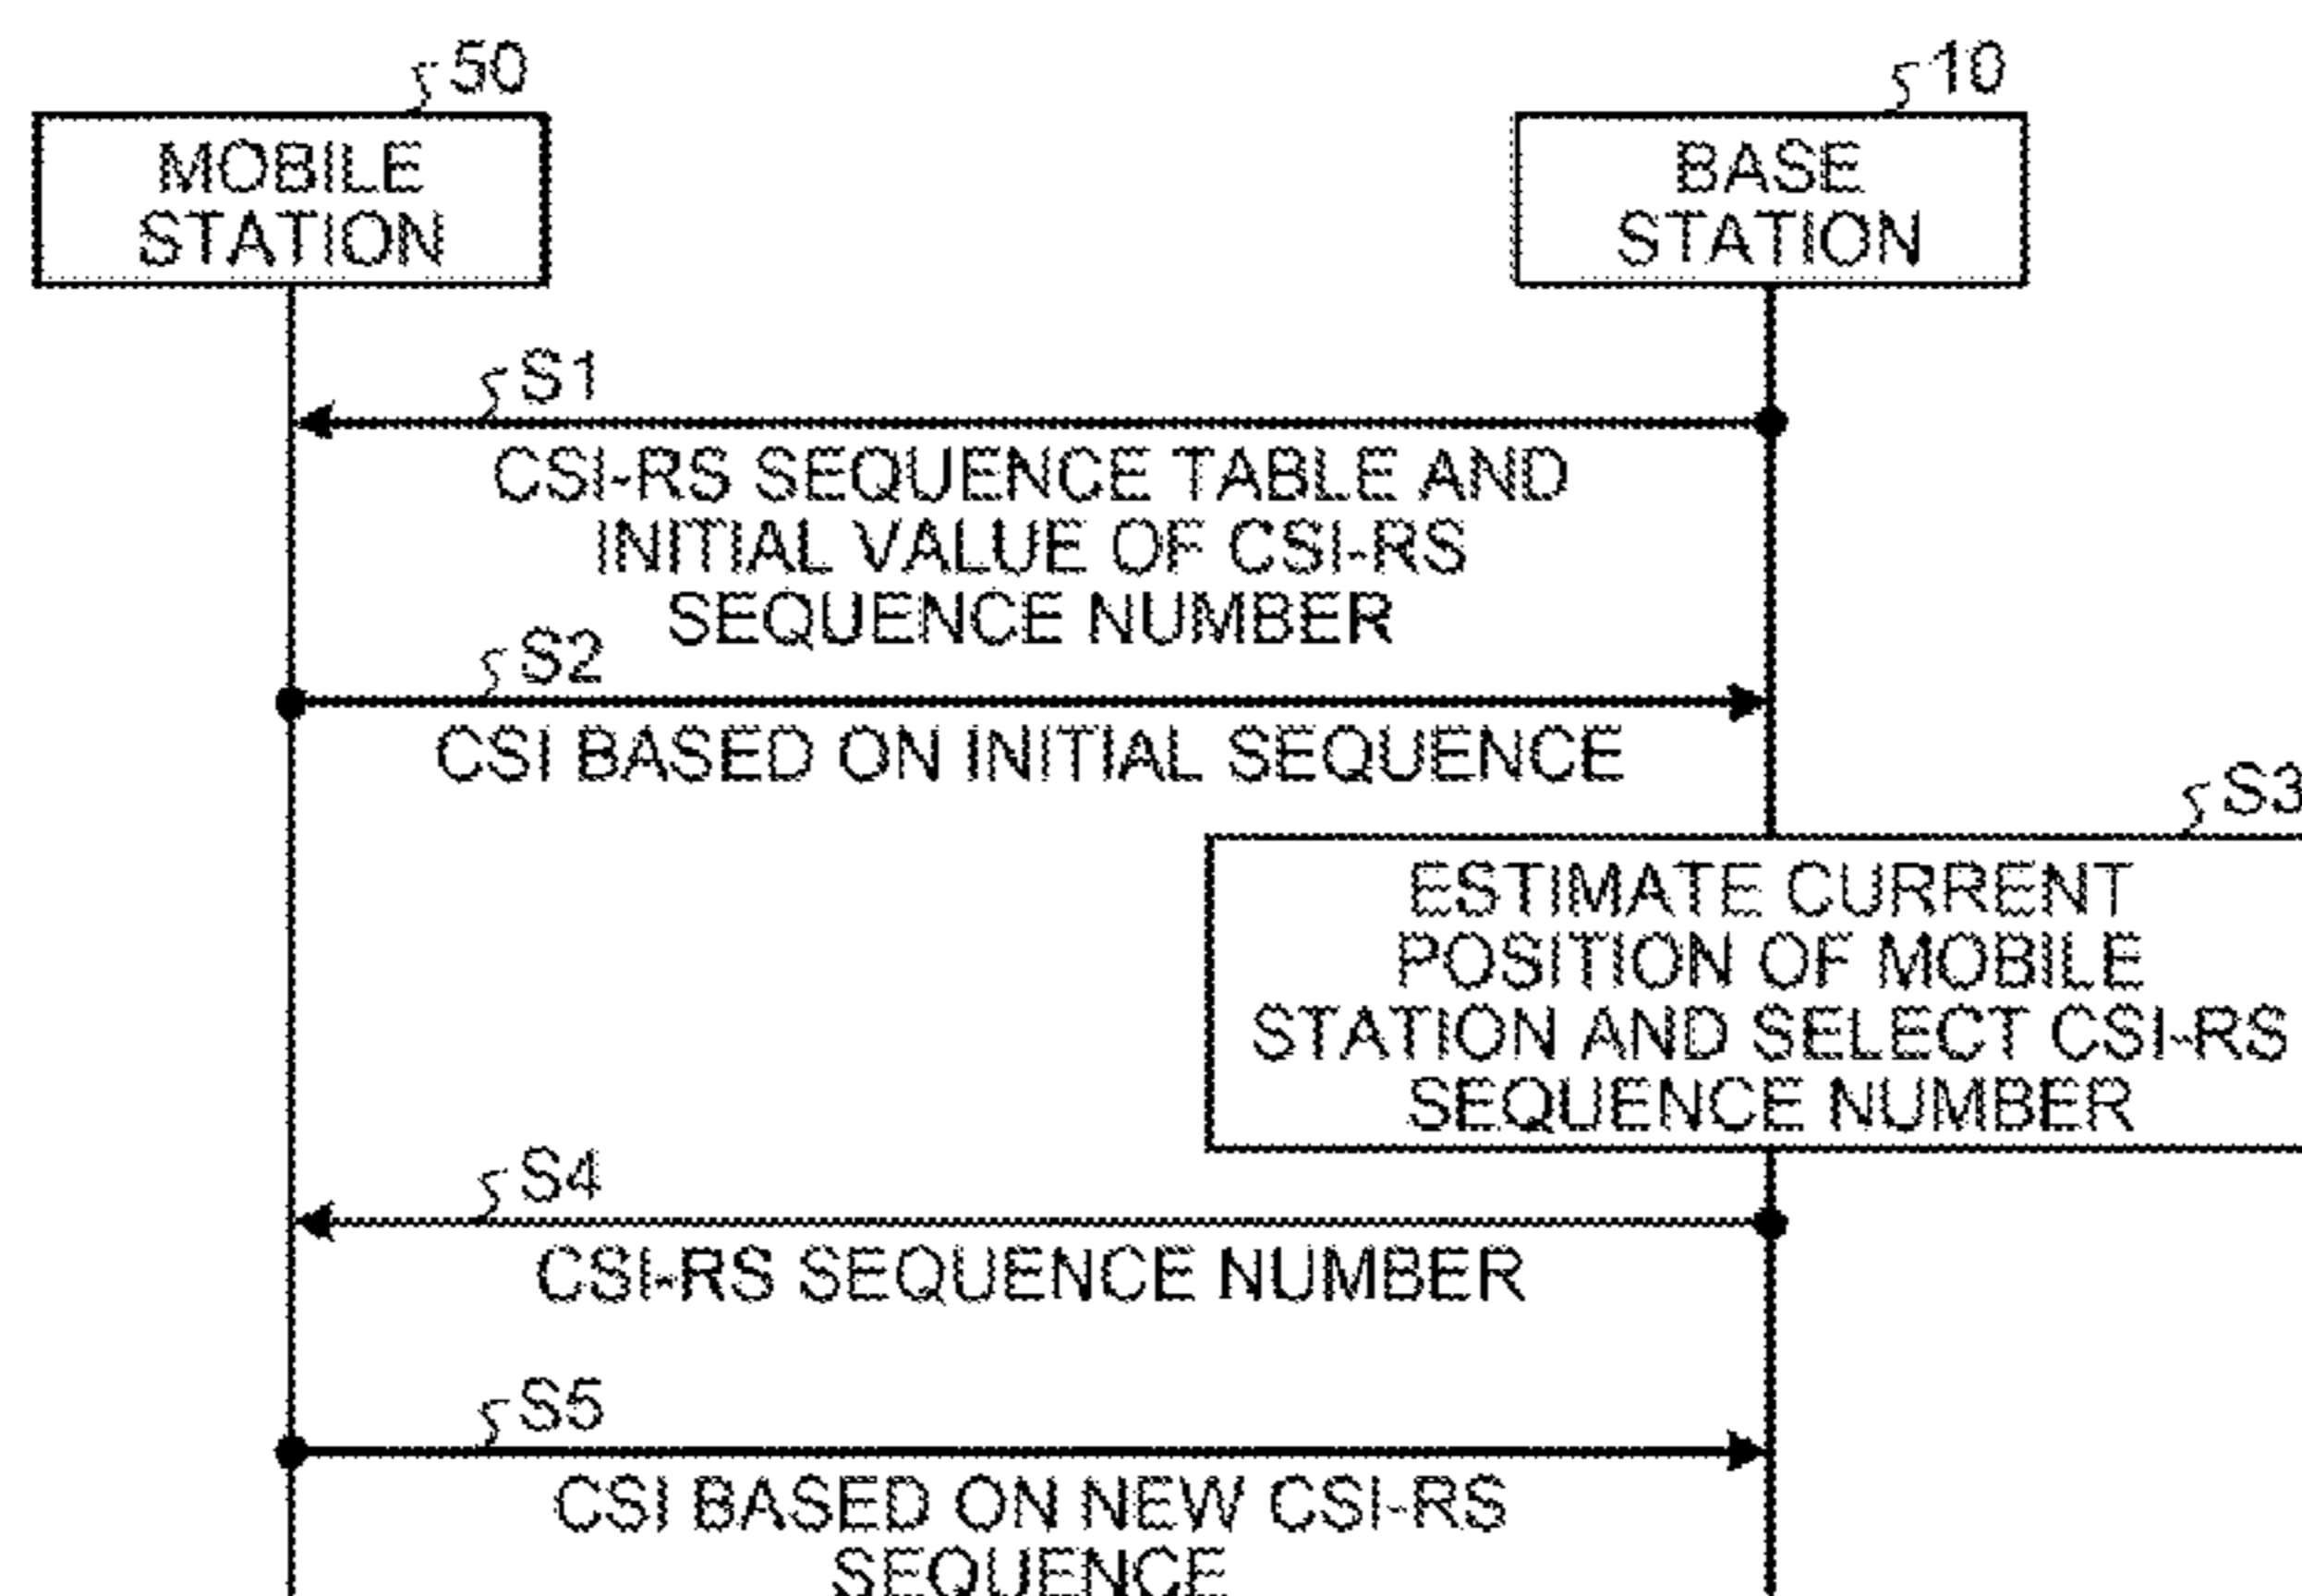 50
10
MOBILE
STATION
BASE
STATION
S1
CSI-RS SEQUENCE TABLE AND
INITIAL VALUE OF CSI-RS
SEQUENCE NUMBER
S2
CSI BASED ON INITIAL SEQUENCE
S3
ESTIMATE CURRENT
POSITION OF MOBILE
STATION AND SELECT CSI-RS
SEQUENCE NUMBER
S4
CSI-RS SEQUENCE NUMBER
S5
CSI BASED ON NEW CSI-RS
SEQUENCE